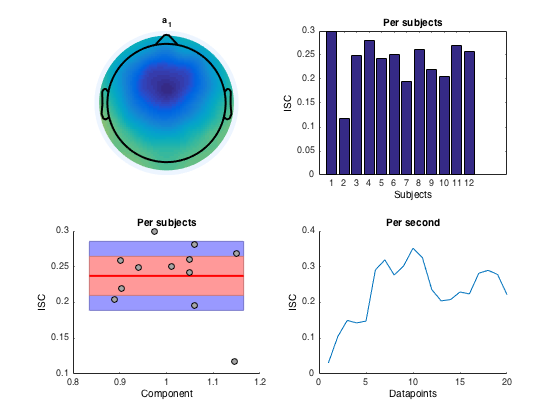 a1
Per subjects
0.3
0.25
0.2
0.15
0.1
0.05
0
ISC
1 2 3 4 5 6 7 8 9 10 11 12
Subjects
Per subjects
0.3
0.25
0.2
0.15
0.1
ISC
0.8 0.9 1 1.1 1.2
Component
Per second
0.4
0.3
0.2
0.1
0
ISC
0 5 10 15 20
Datapoints